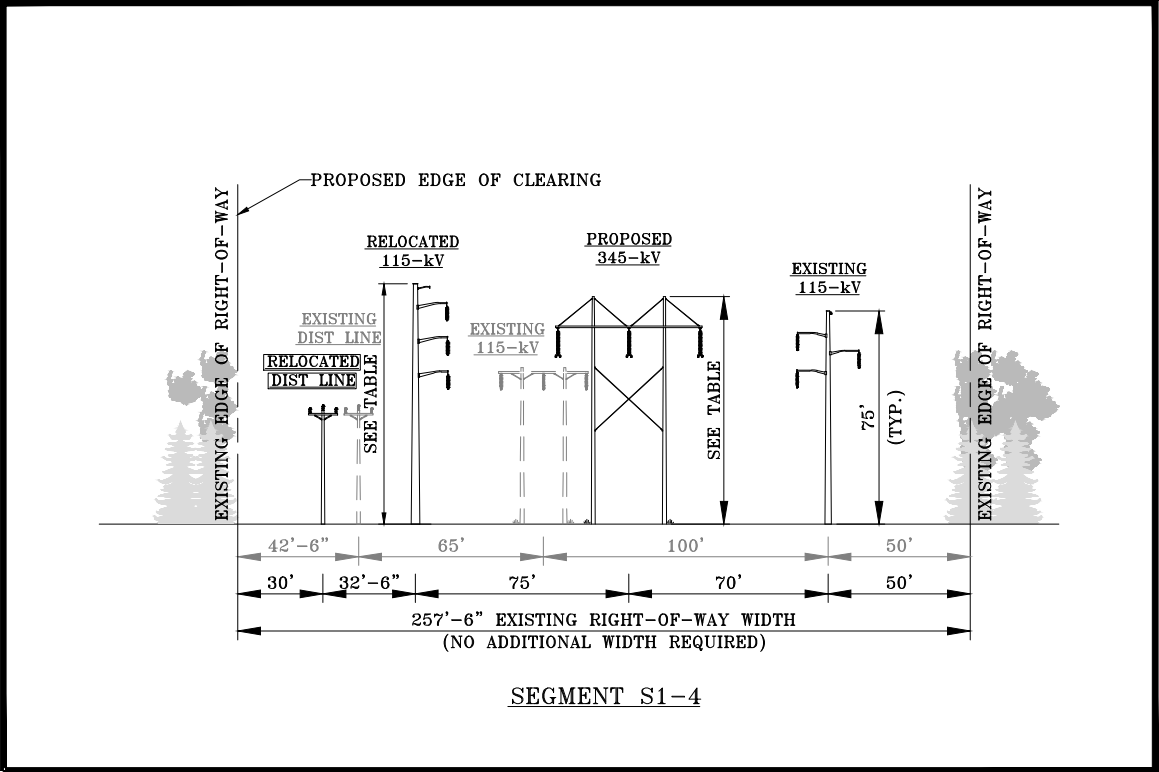 PROPOSED EDGE OF CLEARING
EXISTING EDGE OF RIGHT-OF-WAY
RELOCATED
115-kV
PROPOSED
345-kV
EXISTING
115-kV
EXISTING EDGE OF RIGHT-OF-WAY
EXISTING
DIST LINE
RELOCATED
DIST LINE
SEE TABLE
EXISTING
115-kV
SEE TABLE
75'
(TYP.)
42'-6" 65' 100' 50'
30' 32'-6" 75' 70' 50'
257'-6" EXISTING RIGHT-OF-WAY WIDTH
(NO ADDITIONAL WIDTH REQUIRED)
SEGMENT S1-4